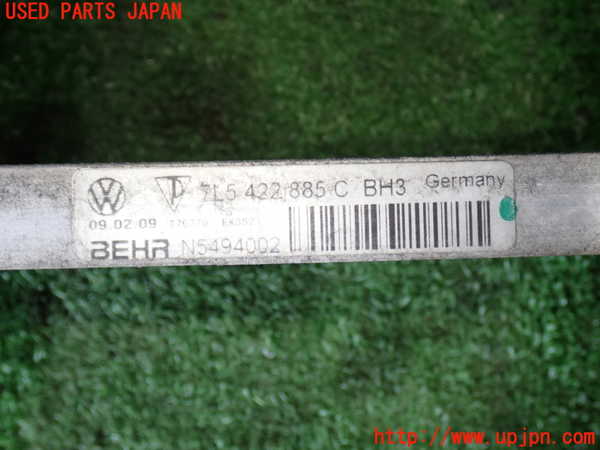 USED PARTS JAPAN
7L5 422 885 C BH3 Germany
09.02.09
BEHR N5494002
http://www.upjpn.com/